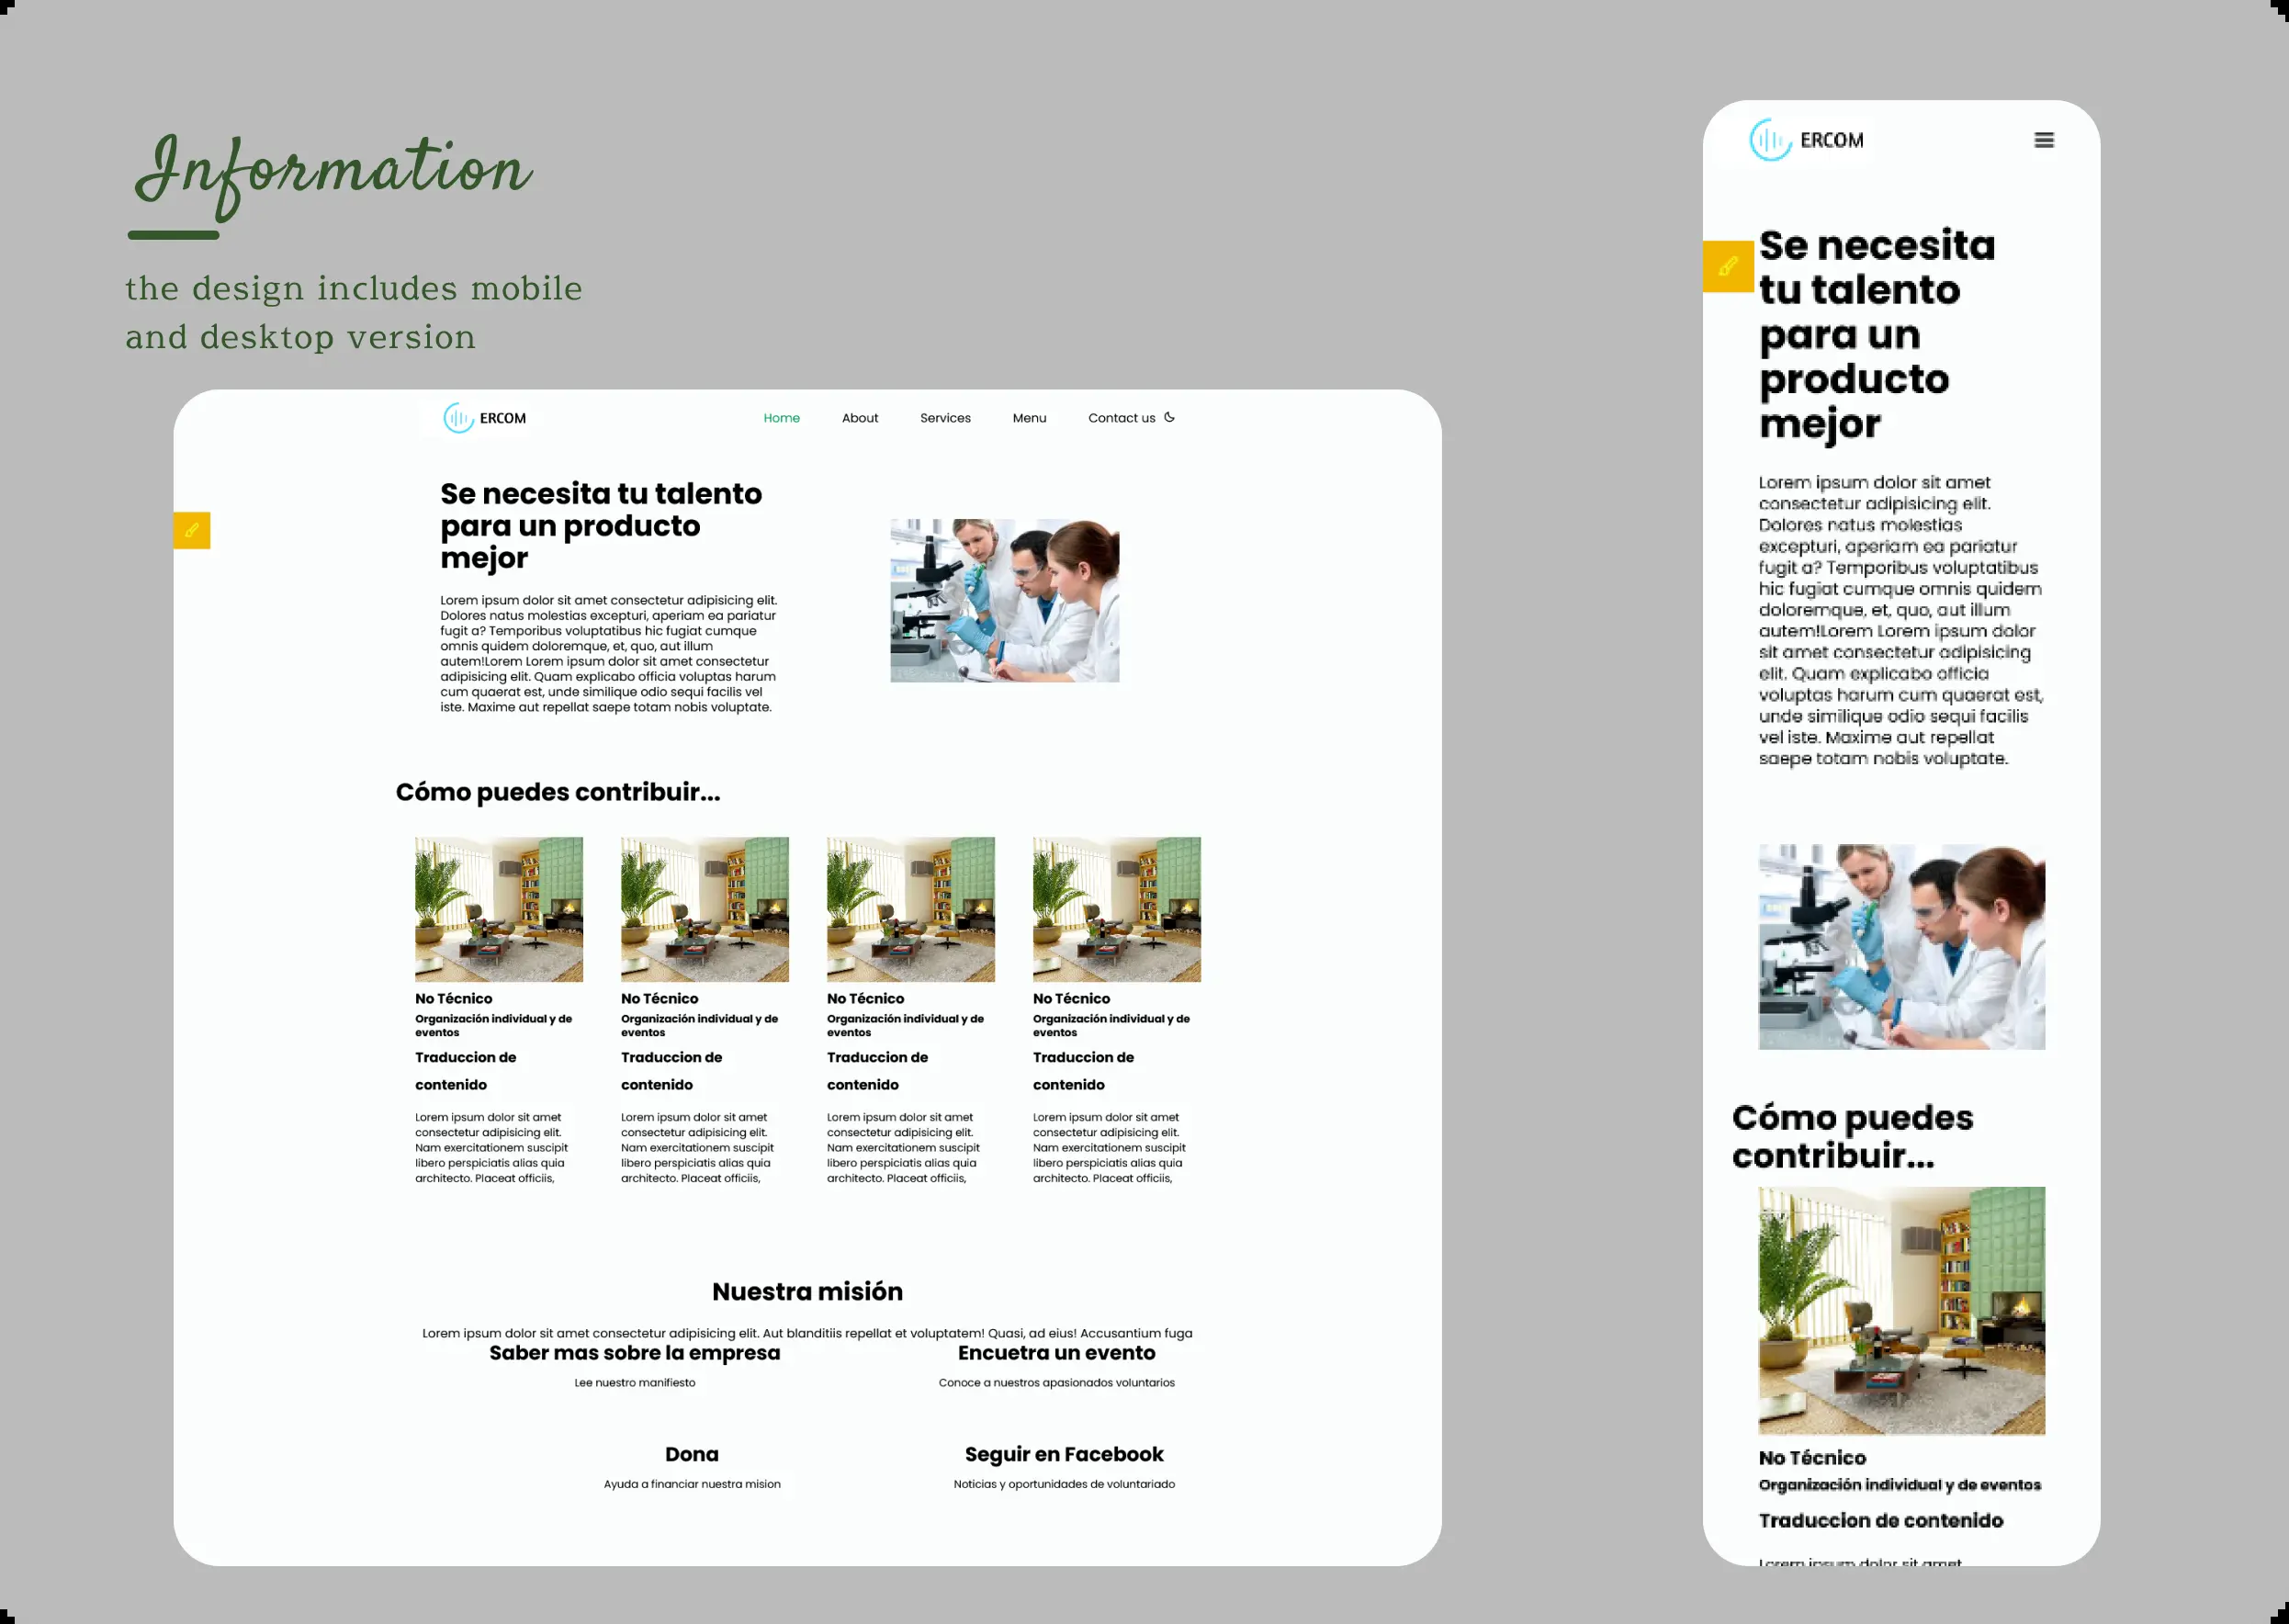 Information
the design includes mobile
and desktop version
ERCOM
Home About Services Menu Contact us
Se necesita tu talento
para un producto
mejor
Lorem ipsum dolor sit amet consectetur adipisicing elit.
Dolores natus molestias excepturi, aperiam ea pariatur
fugit a? Temporibus voluptatibus hic fugiat cumque
omnis quidem doloremque, et, quo, aut illum
autem!Lorem Lorem ipsum dolor sit amet consectetur
adipisicing elit. Quam explicabo officia voluptas harum
cum quaerat est, unde similique odio sequi facilis vel
iste. Maxime aut repellat saepe totam nobis voluptate.
Cómo puedes contribuir...
No Técnico
Organización individual y de
eventos
Traduccion de
contenido
Lorem ipsum dolor sit amet
consectetur adipisicing elit.
Nam exercitationem suscipit
libero perspiciatis alias quia
architecto. Placeat officiis,
No Técnico
Organización individual y de
eventos
Traduccion de
contenido
Lorem ipsum dolor sit amet
consectetur adipisicing elit.
Nam exercitationem suscipit
libero perspiciatis alias quia
architecto. Placeat officiis,
No Técnico
Organización individual y de
eventos
Traduccion de
contenido
Lorem ipsum dolor sit amet
consectetur adipisicing elit.
Nam exercitationem suscipit
libero perspiciatis alias quia
architecto. Placeat officiis,
No Técnico
Organización individual y de
eventos
Traduccion de
contenido
Lorem ipsum dolor sit amet
consectetur adipisicing elit.
Nam exercitationem suscipit
libero perspiciatis alias quia
architecto. Placeat officiis,
Nuestra misión
Lorem ipsum dolor sit amet consectetur adipisicing elit. Aut blanditiis repellat et voluptatem! Quasi, ad eius! Accusantium fuga
Saber mas sobre la empresa
Lee nuestro manifiesto
Encuetra un evento
Conoce a nuestros apasionados voluntarios
Dona
Ayuda a financiar nuestra mision
Seguir en Facebook
Noticias y oportunidades de voluntariado
ERCOM
Se necesita
tu talento
para un
producto
mejor
Lorem ipsum dolor sit amet
consectetur adipisicing elit.
Dolores natus molestias
excepturi, aperiam ea pariatur
fugit a? Temporibus voluptatibus
hic fugiat cumque omnis quidem
doloremque, et, quo, aut illum
autem!Lorem Lorem ipsum dolor
sit amet consectetur adipisicing
elit. Quam explicabo officia
voluptas harum cum quaerat est,
unde similique odio sequi facilis
vel iste. Maxime aut repellat
saepe totam nobis voluptate.
Cómo puedes
contribuir...
No Técnico
Organización individual y de eventos
Traduccion de contenido
Lorem ipsum dolor sit amet